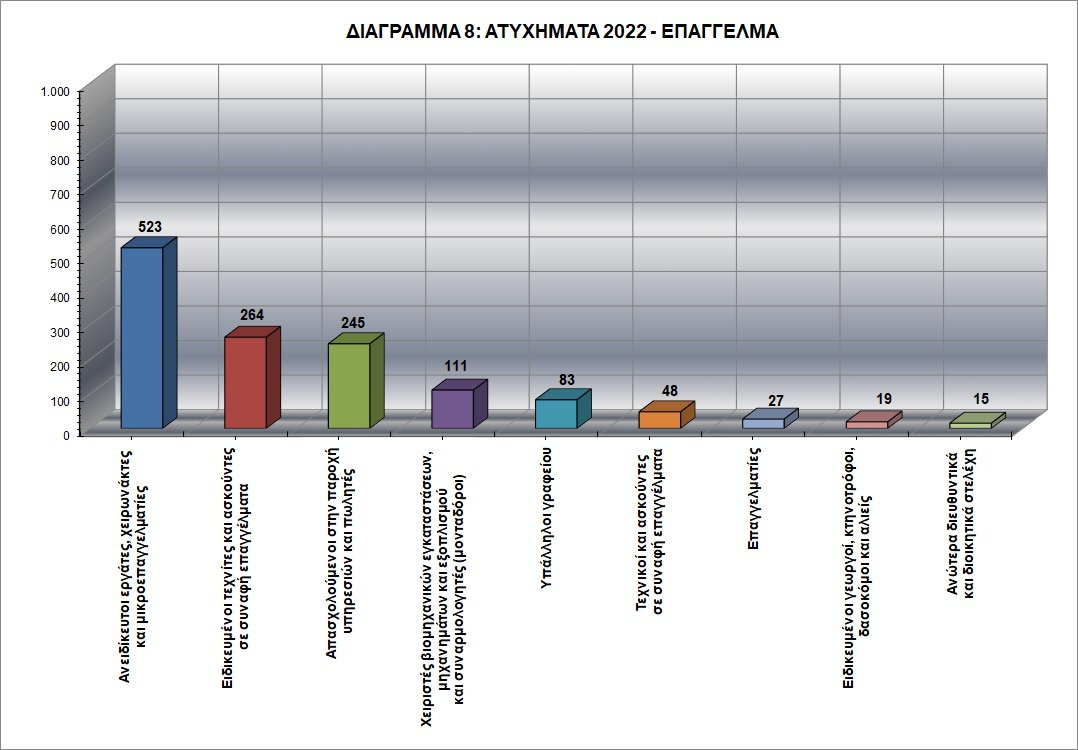 ΔΙΑΓΡΑΜΜΑ 8: ΑΤΥΧΗΜΑΤΑ 2022 - ΕΠΑΓΓΕΛΜΑ
1.000
900
800
700
600
500
400
300
200
100
0
523
264
245
111
83
48
27
19
15
Ανειδίκευτοι εργάτες, χειρωνάκτες
και μικροεπαγγελματίες
Ειδικευμένοι τεχνίτες και ασκούντες
σε συναφή επαγγέλματα
Απασχολούμενοι στην παροχή
υπηρεσιών και πωλητές
Χειριστές βιομηχανικών εγκαταστάσεων,
μηχανημάτων και εξοπλισμού
και συναρμολογητές (μονταδόροι)
Υπάλληλοι γραφείου
Τεχνικοί και ασκούντες
σε συναφή επαγγέλματα
Επαγγελματίες
Ειδικευμένοι γεωργοί, κτηνοτρόφοι,
δασοκόμοι και αλιείς
Ανώτερα διευθυντικά
και διοικητικά στελέχη